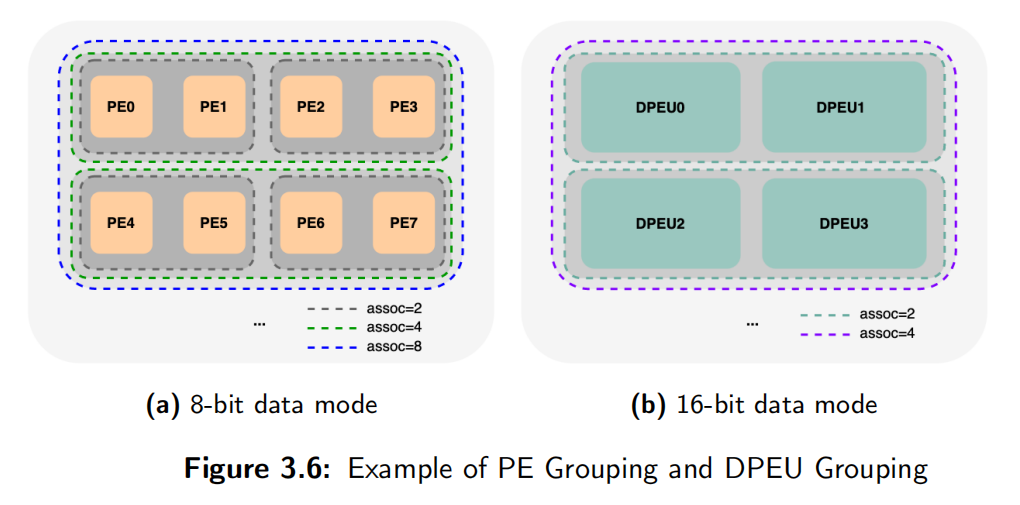 PE0 PE1 PE2 PE3
PE4 PE5 PE6 PE7
...
assoc=2
assoc=4
assoc=8
DPEU0 DPEU1
DPEU2 DPEU3
...
assoc=2
assoc=4
(a) 8-bit data mode
(b) 16-bit data mode
Figure 3.6: Example of PE Grouping and DPEU Grouping